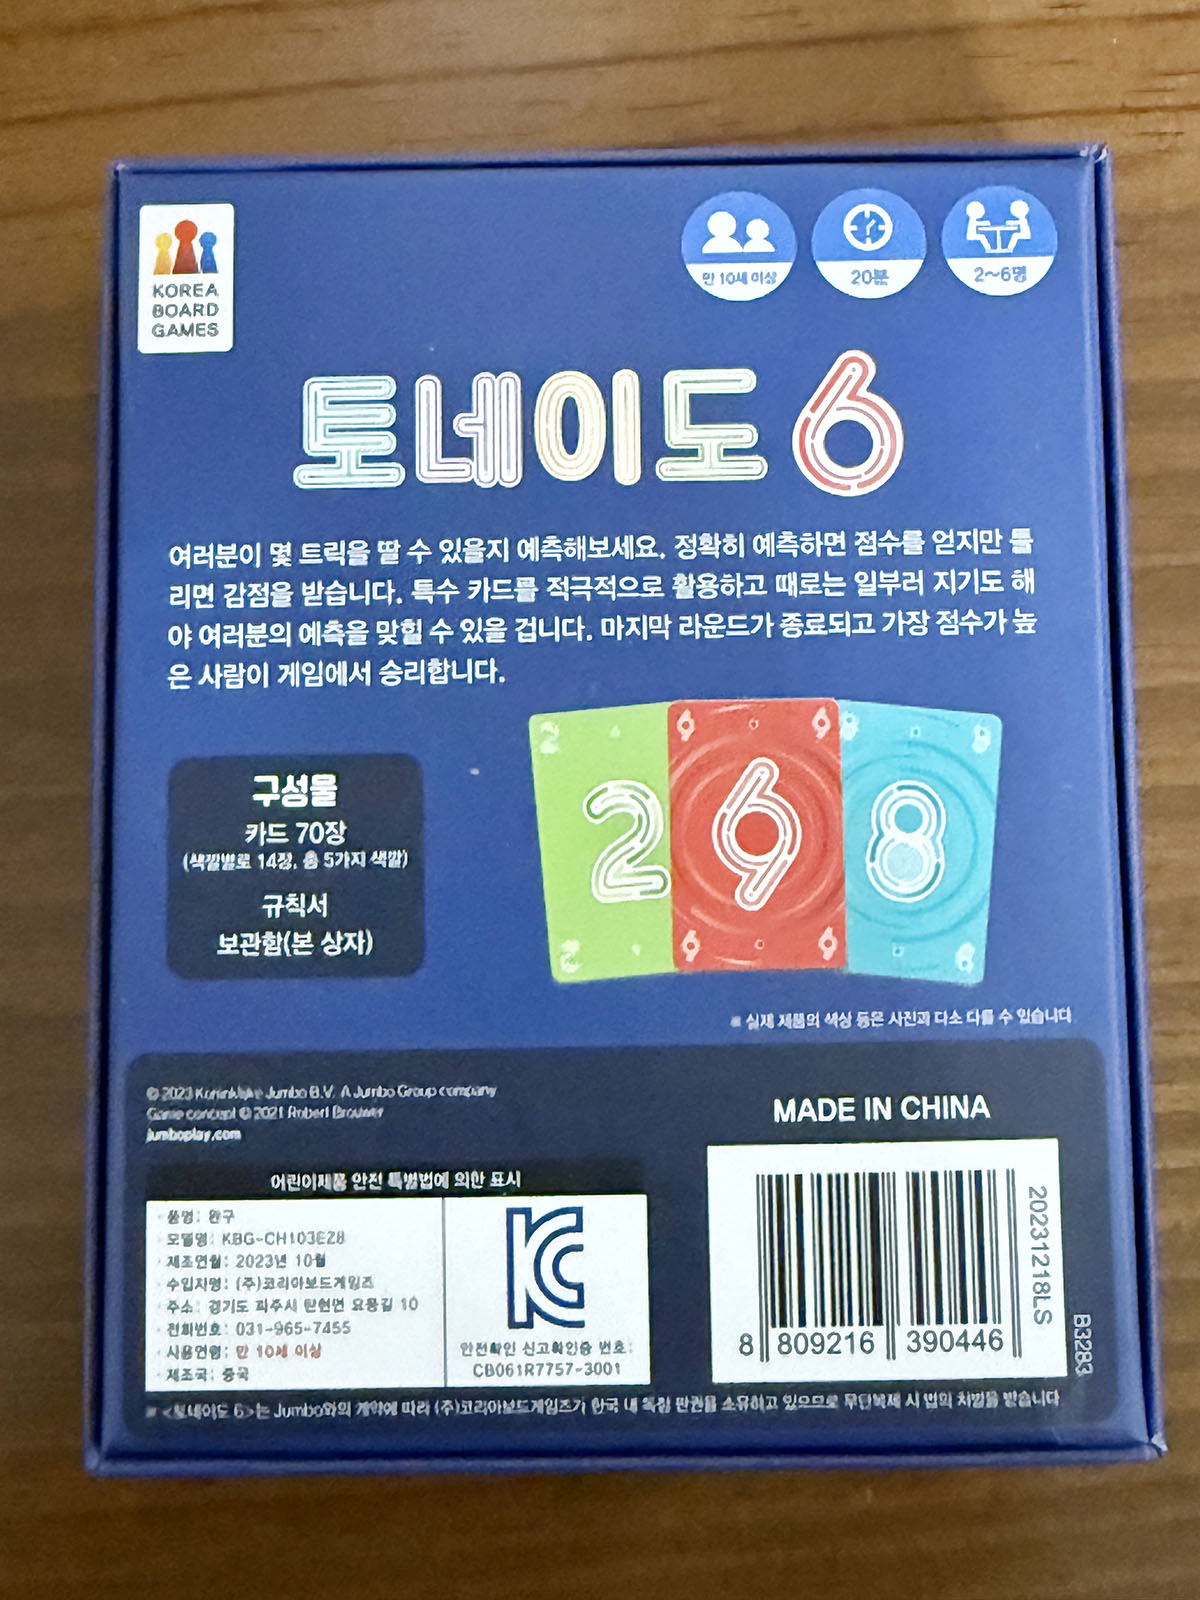 KOREA
BOARD
GAMES
만 10세 이상
20분
2~6명
토네이도 6
여러분이 몇 트릭을 딸 수 있을지 예측해보세요. 정확히 예측하면 점수를 얻지만 틀
리면 감점을 받습니다. 특수 카드를 적극적으로 활용하고 때로는 일부러 지기도 해
야 여러분의 예측을 맞힐 수 있을 겁니다. 마지막 라운드가 종료되고 가장 점수가 높
은 사람이 게임에서 승리합니다.
2
6
9
8
구성물
카드 70장
(색깔별로 14장, 총 5가지 색깔)
규칙서
보관함(본 상자)
※ 실제 제품의 색상 등은 사진과 다소 다를 수 있습니다
© 2023 Koninklijke Jumbo B.V. A Jumbo Group company
Game concept © 2021 Robert Brouwer
jumboplay.com
MADE IN CHINA
어린이제품 안전 특별법에 의한 표시
· 품명: 완구
· 모델명: KBG-CH103EZ8
· 제조연월: 2023년 10월
· 수입자명: (주)코리아보드게임즈
· 주소: 경기도 파주시 탄현면 요풍길 10
· 전화번호: 031-965-7455
· 사용연령: 만 10세 이상
· 제조국: 중국
KC
안전확인 신고확인증 번호:
CB061R7757-3001
8 809216 390446
20231218LS
B3283
※ <토네이도 6>는 Jumbo와의 계약에 따라 (주)코리아보드게임즈가 한국 내 독점 판권을 소유하고 있으므로 무단복제 시 법의 처벌을 받습니다